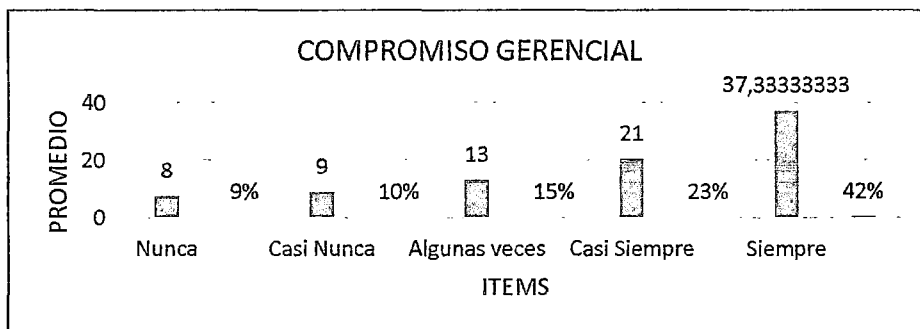 COMPROMISO GERENCIAL
37,33333333
40
PROMEDIO
20
0
8
9%
9
10%
13
15%
21
23%
42%
Nunca
Casi Nunca
Algunas veces
Casi Siempre
Siempre
ITEMS